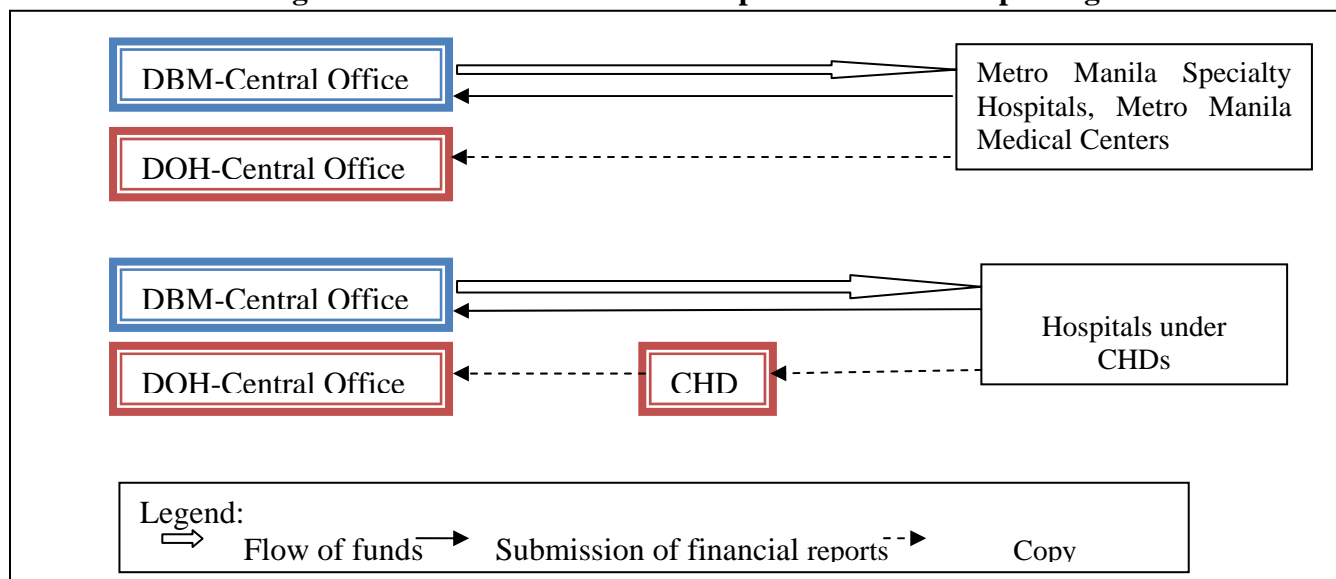 DBM-Central Office
Metro Manila Specialty
Hospitals, Metro Manila
Medical Centers
DOH-Central Office
DBM-Central Office
Hospitals under
CHDs
DOH-Central Office
CHD
Legend:
Flow of funds
Submission of financial reports
Copy